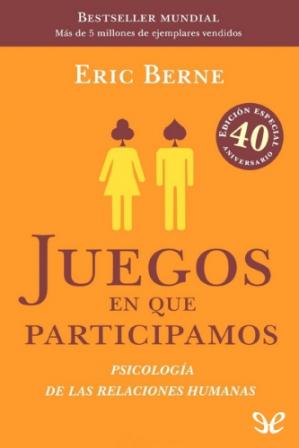 BESTSELLER MUNDIAL
Más de 5 millones de ejemplares vendidos
ERIC BERNE
EDICIÓN ESPECIAL
40
ANIVERSARIO
JUEGOS
EN QUE
PARTICIPAMOS
PSICOLOGÍA
DE LAS RELACIONES HUMANAS